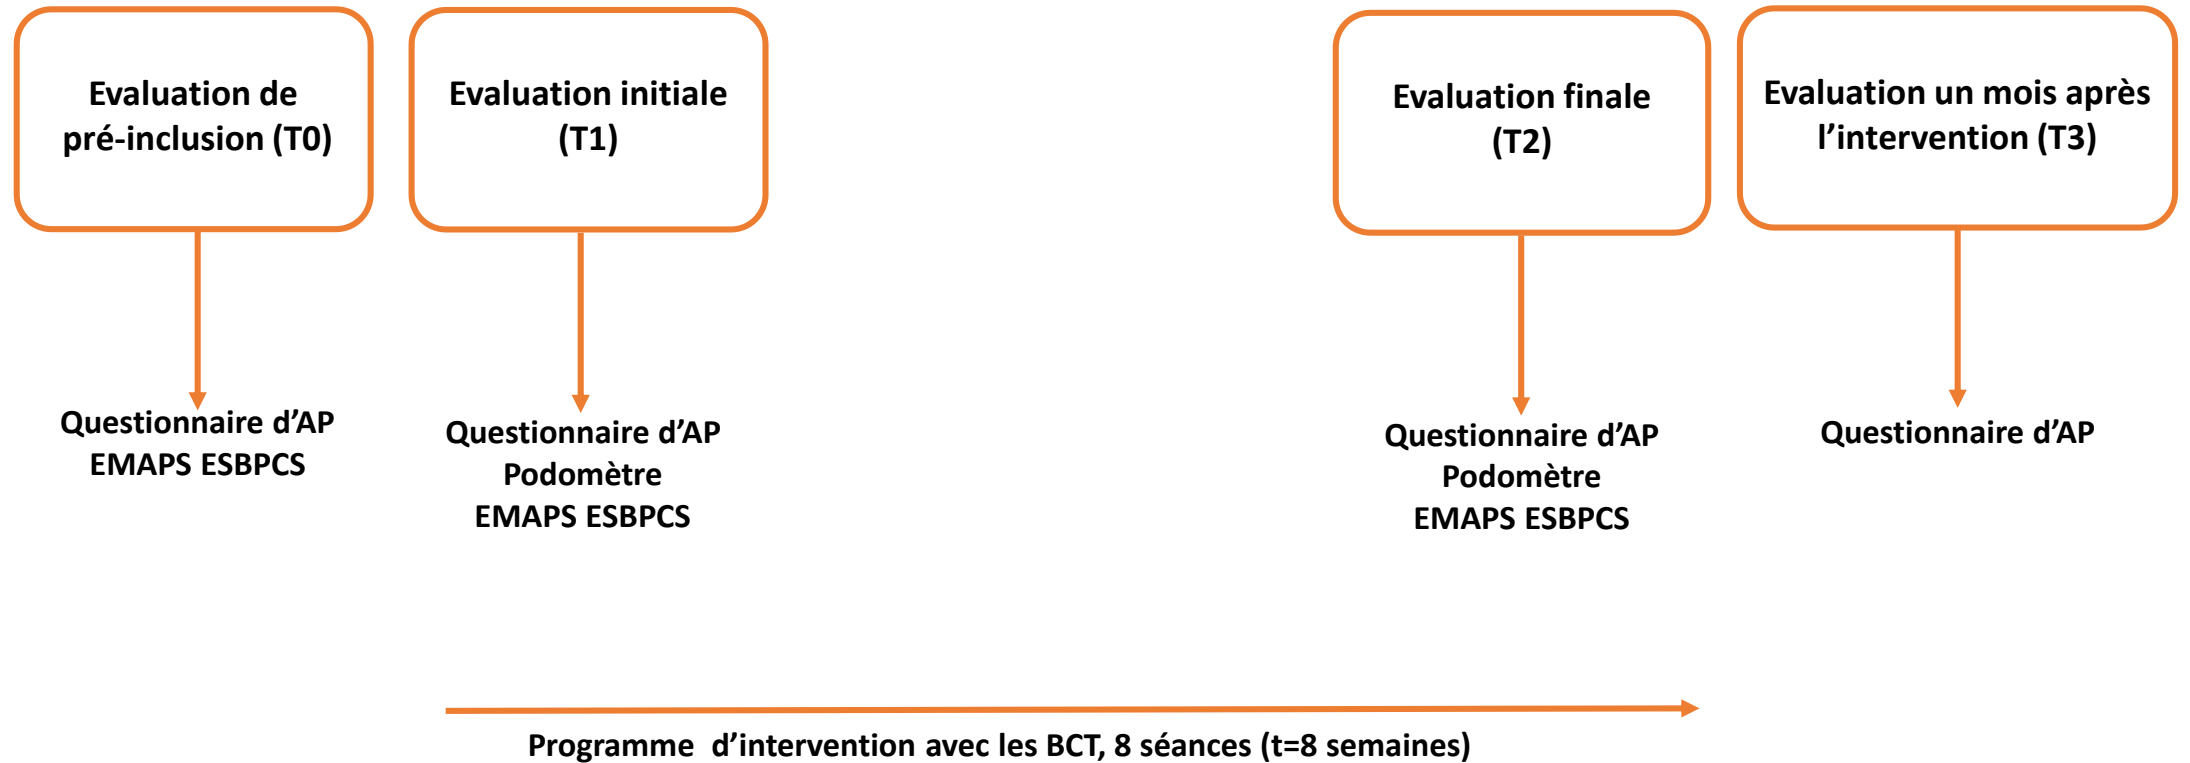 Evaluation de
pré-inclusion (T0)
Evaluation initiale
(T1)
Evaluation finale
(T2)
Evaluation un mois après
l’intervention (T3)
Questionnaire d’AP
EMAPS ESBPCS
Questionnaire d’AP
Podomètre
EMAPS ESBPCS
Questionnaire d’AP
Podomètre
EMAPS ESBPCS
Questionnaire d’AP
Programme  d’intervention avec les BCT, 8 séances (t=8 semaines)